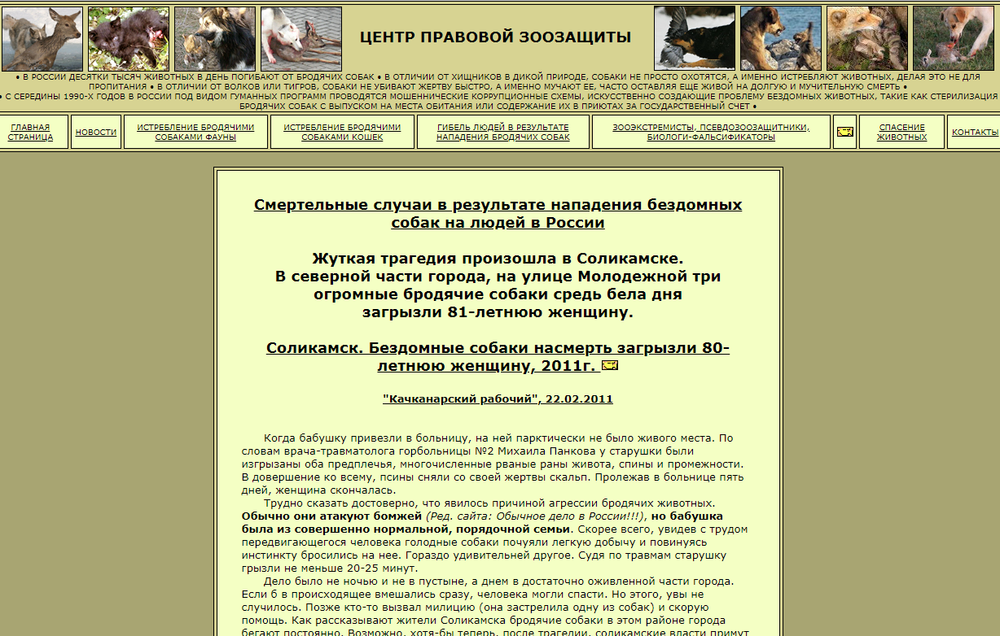 ЦЕНТР ПРАВОВОЙ ЗООЗАЩИТЫ
• В РОССИИ ДЕСЯТКИ ТЫСЯЧ ЖИВОТНЫХ В ДЕНЬ ПОГИБАЮТ ОТ БРОДЯЧИХ СОБАК • В ОТЛИЧИИ ОТ ХИЩНИКОВ В ДИКОЙ ПРИРОДЕ, СОБАКИ НЕ ПРОСТО ОХОТЯТСЯ, А ИМЕННО ИСТРЕБЛЯЮТ ЖИВОТНЫХ, ДЕЛАЯ ЭТО НЕ ДЛЯ
ПРОПИТАНИЯ • В ОТЛИЧИИ ОТ ВОЛКОВ ИЛИ ТИГРОВ, СОБАКИ НЕ УБИВАЮТ ЖЕРТВУ БЫСТРО, А ИМЕННО МУЧАЮТ ЕЕ, ЧАСТО ОСТАВЛЯЯ ЕЩЕ ЖИВОЙ НА ДОЛГУЮ И МУЧИТЕЛЬНУЮ СМЕРТЬ •
• С СЕРЕДИНЫ 1990-Х ГОДОВ В РОССИИ ПОД ВИДОМ ГУМАННЫХ ПРОГРАММ ПРОВОДЯТСЯ МОШЕННИЧЕСКИЕ КОРРУПЦИОННЫЕ СХЕМЫ, ИСКУССТВЕННО СОЗДАЮЩИЕ ПРОБЛЕМУ БЕЗДОМНЫХ ЖИВОТНЫХ, ТАКИЕ КАК СТЕРИЛИЗАЦИЯ
БРОДЯЧИХ СОБАК С ВЫПУСКОМ НА МЕСТА ОБИТАНИЯ ИЛИ СОДЕРЖАНИЕ ИХ В ПРИЮТАХ ЗА ГОСУДАРСТВЕННЫЙ СЧЕТ •
ГЛАВНАЯ
СТРАНИЦА
НОВОСТИ
ИСТРЕБЛЕНИЕ БРОДЯЧИМИ
СОБАКАМИ ФАУНЫ
ИСТРЕБЛЕНИЕ БРОДЯЧИМИ
СОБАКАМИ КОШЕК
ГИБЕЛЬ ЛЮДЕЙ В РЕЗУЛЬТАТЕ
НАПАДЕНИЯ БРОДЯЧИХ СОБАК
ЗООЭКСТРЕМИСТЫ, ПСЕВДОЗООЗАЩИТНИКИ,
БИОЛОГИ-ФАЛЬСИФИКАТОРЫ
СПАСЕНИЕ
ЖИВОТНЫХ
КОНТАКТЫ
Смертельные случаи в результате нападения бездомных
собак на людей в России
Жуткая трагедия произошла в Соликамске.
В северной части города, на улице Молодежной три
огромные бродячие собаки средь бела дня
загрызли 81-летнюю женщину.
Соликамск. Бездомные собаки насмерть загрызли 80-
летнюю женщину, 2011г.
"Качканарский рабочий", 22.02.2011
Когда бабушку привезли в больницу, на ней парктически не было живого места. По
словам врача-травматолога горбольницы №2 Михаила Панкова у старушки были
изгрызаны оба предплечья, многочисленные рваные раны живота, спины и промежности.
В довершение ко всему, псины сняли со своей жертвы скальп. Пролежав в больнице пять
дней, женщина скончалась.
Трудно сказать достоверно, что явилось причиной агрессии бродячих животных.
Обычно они атакуют бомжей (Ред. сайта: Обычное дело в России!!!), но бабушка
была из совершенно нормальной, порядочной семьи. Скорее всего, увидев с трудом
передвигающегося человека голодные собаки почуяли легкую добычу и повинуясь
инстинкту бросились на нее. Гораздо удивительней другое. Судя по травмам старушку
грызли не меньше 20-25 минут.
Дело было не ночью и не в пустыне, а днем в достаточно оживленной части города.
Если б в происходящее вмешались сразу, человека могли спасти. Но этого, увы не
случилось. Позже кто-то вызвал милицию (она застрелила одну из собак) и скорую
помощь. Как рассказывают жители Соликамска бродячие собаки в этом районе города
бегают постоянно. Возможно, хотя-бы теперь, после трагедии, соликамские власти примут